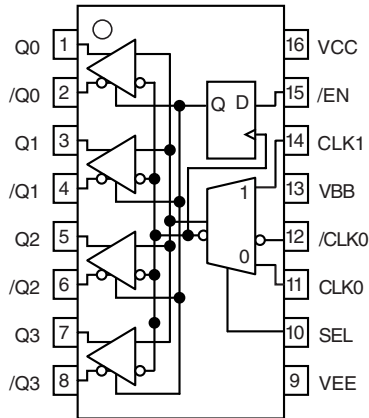 Q0 1 16 VCC
/Q0 2 Q D 15 /EN
Q1 3 14 CLK1
/Q1 4 1 13 VBB
Q2 5 12 /CLK0
/Q2 6 0 11 CLK0
Q3 7 10 SEL
/Q3 8 9 VEE